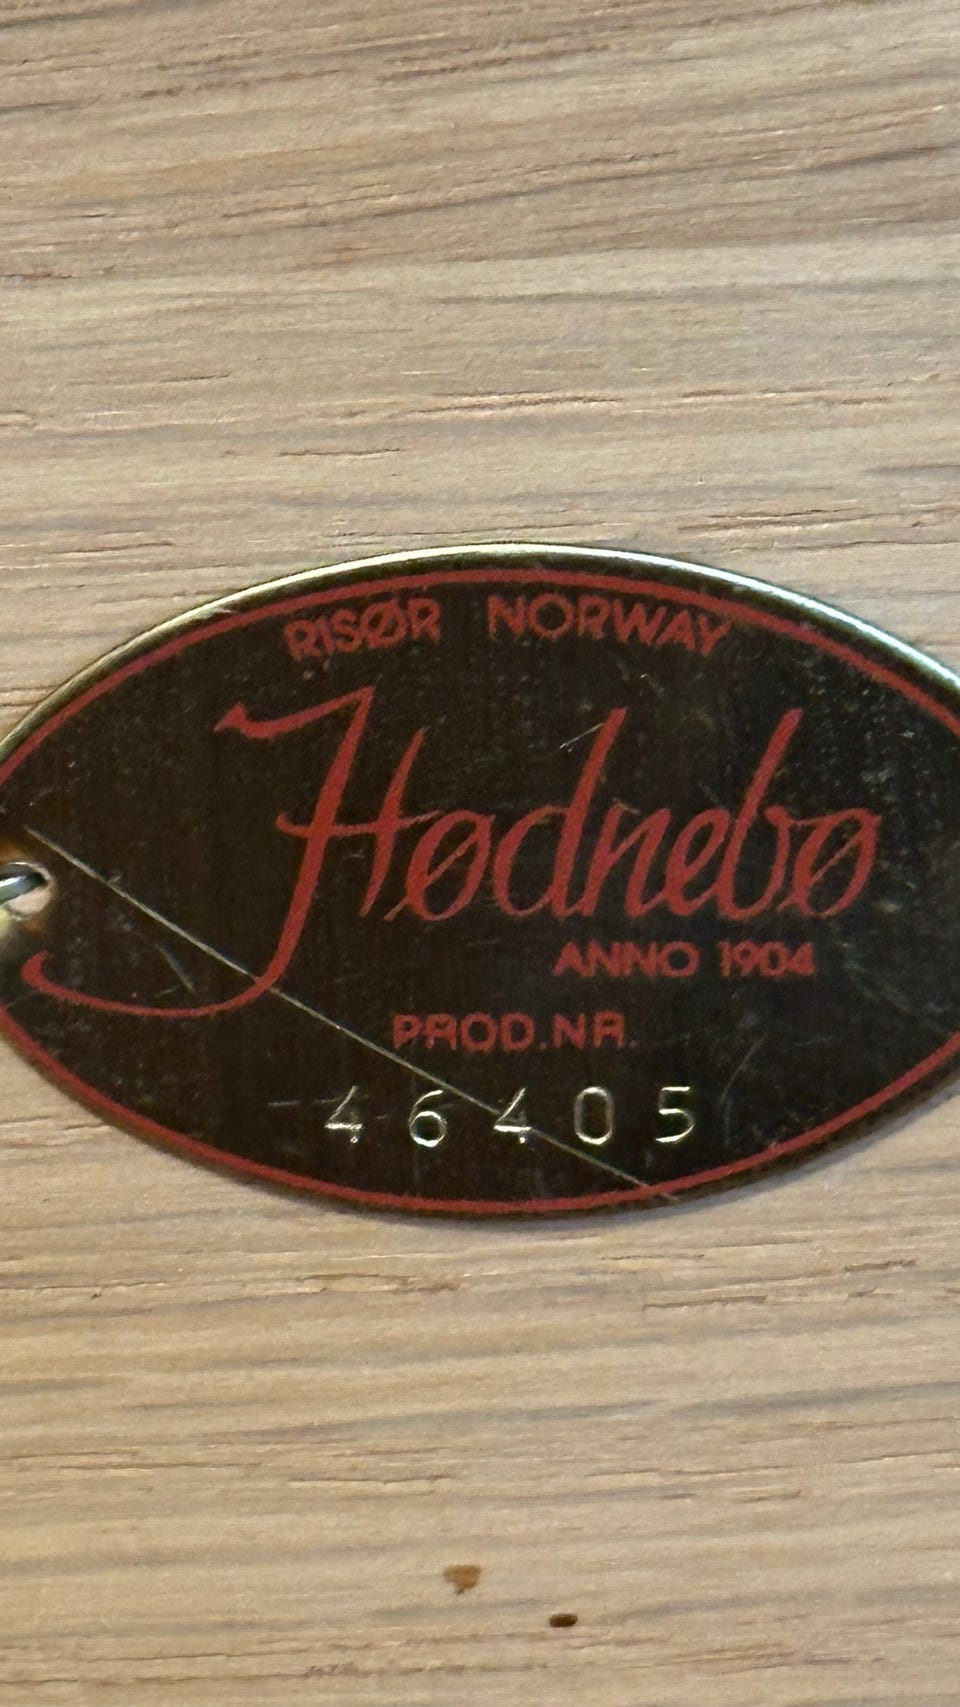 RISØR NORWAY
Hødnebø
ANNO 1904
PROD.NR.
46405